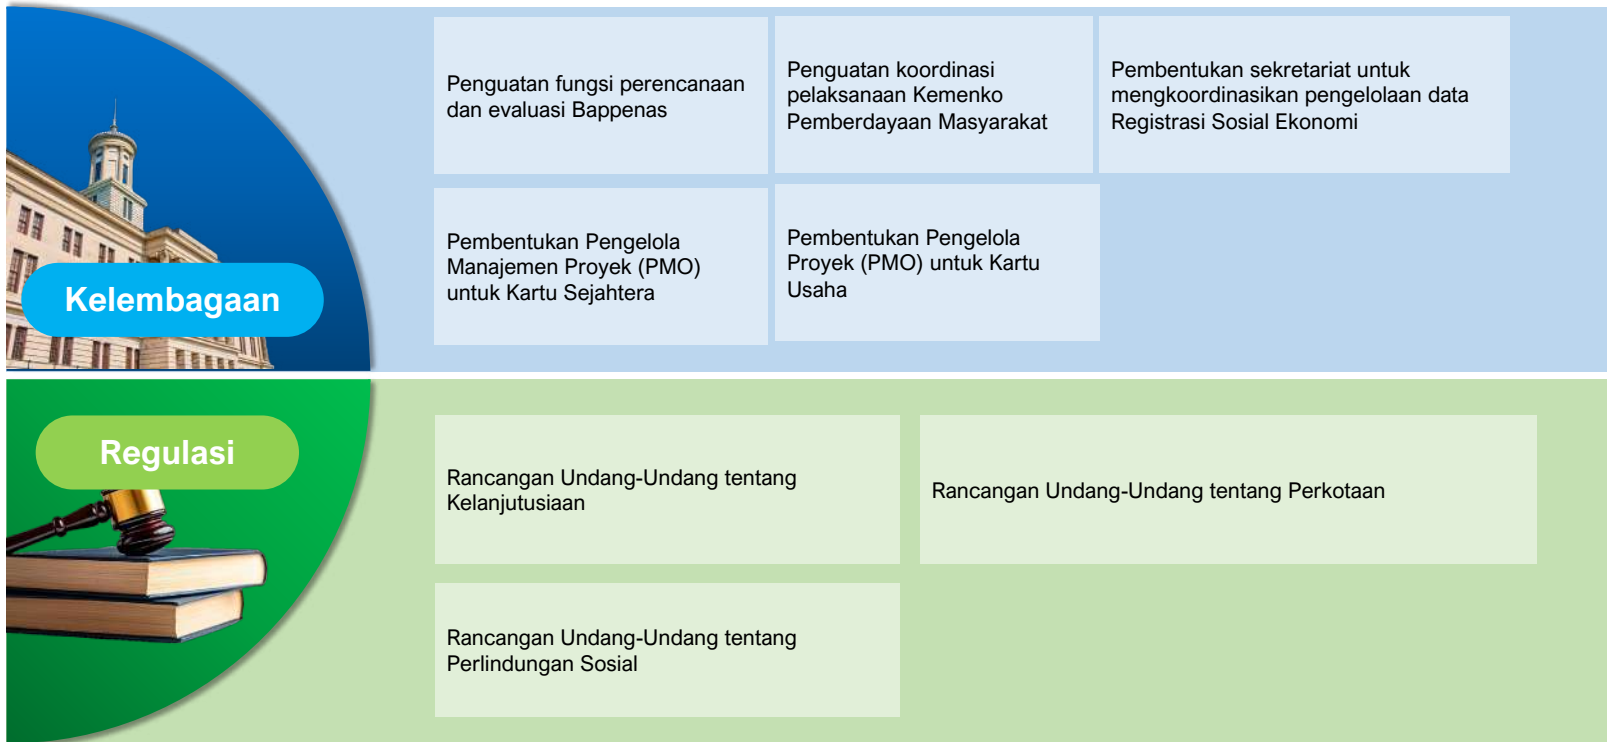 Kelembagaan
Penguatan fungsi perencanaan
dan evaluasi Bappenas
Penguatan koordinasi
pelaksanaan Kemenko
Pemberdayaan Masyarakat
Pembentukan sekretariat untuk
mengkoordinasikan pengelolaan data
Registrasi Sosial Ekonomi
Pembentukan Pengelola
Manajemen Proyek (PMO)
untuk Kartu Sejahtera
Pembentukan Pengelola
Proyek (PMO) untuk Kartu
Usaha
Regulasi
Rancangan Undang-Undang tentang
Kelanjutusiaan
Rancangan Undang-Undang tentang Perkotaan
Rancangan Undang-Undang tentang
Perlindungan Sosial